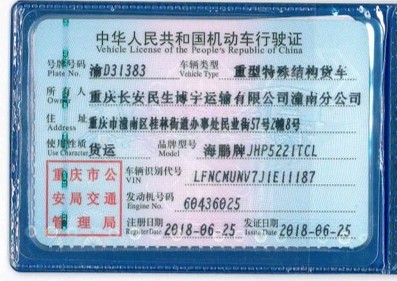 中华人民共和国机动车行驶证
Vehicle License of the People's Republic of China
号牌号码 Plate No. 渝D31383 车辆类型 Vehicle Type 重型特殊结构货车
所有人 Owner 重庆长安民生博宇运输有限公司潼南分公司
住址 Address 重庆市潼南区桂林街道办事处民业街57号2幢8号
使用性质 Use Character 货运 品牌型号 Model 海鹏牌JHP5221TCL
重庆市公安局交通管理局
车辆识别代号 VIN LFNCMUNV7J1E11187
发动机号码 Engine No. 60436025
注册日期 Register Date 2018-06-25 发证日期 Issue Date 2018-06-25